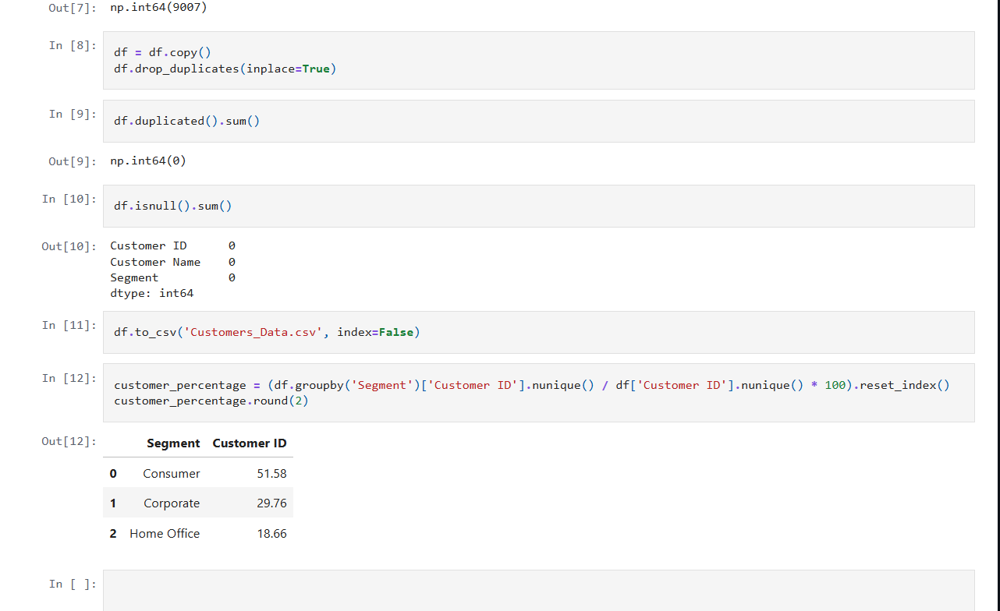 Out[7]: np.int64(9007)
In [8]: df = df.copy()
df.drop_duplicates(inplace=True)
In [9]: df.duplicated().sum()
Out[9]: np.int64(0)
In [10]: df.isnull().sum()
Out[10]: Customer ID 0
Customer Name 0
Segment 0
dtype: int64
In [11]: df.to_csv('Customers_Data.csv', index=False)
In [12]: customer_percentage = (df.groupby('Segment')['Customer ID'].nunique() / df['Customer ID'].nunique() * 100).reset_index()
customer_percentage.round(2)
Out[12]: Segment Customer ID
0 Consumer 51.58
1 Corporate 29.76
2 Home Office 18.66
In [ ]: